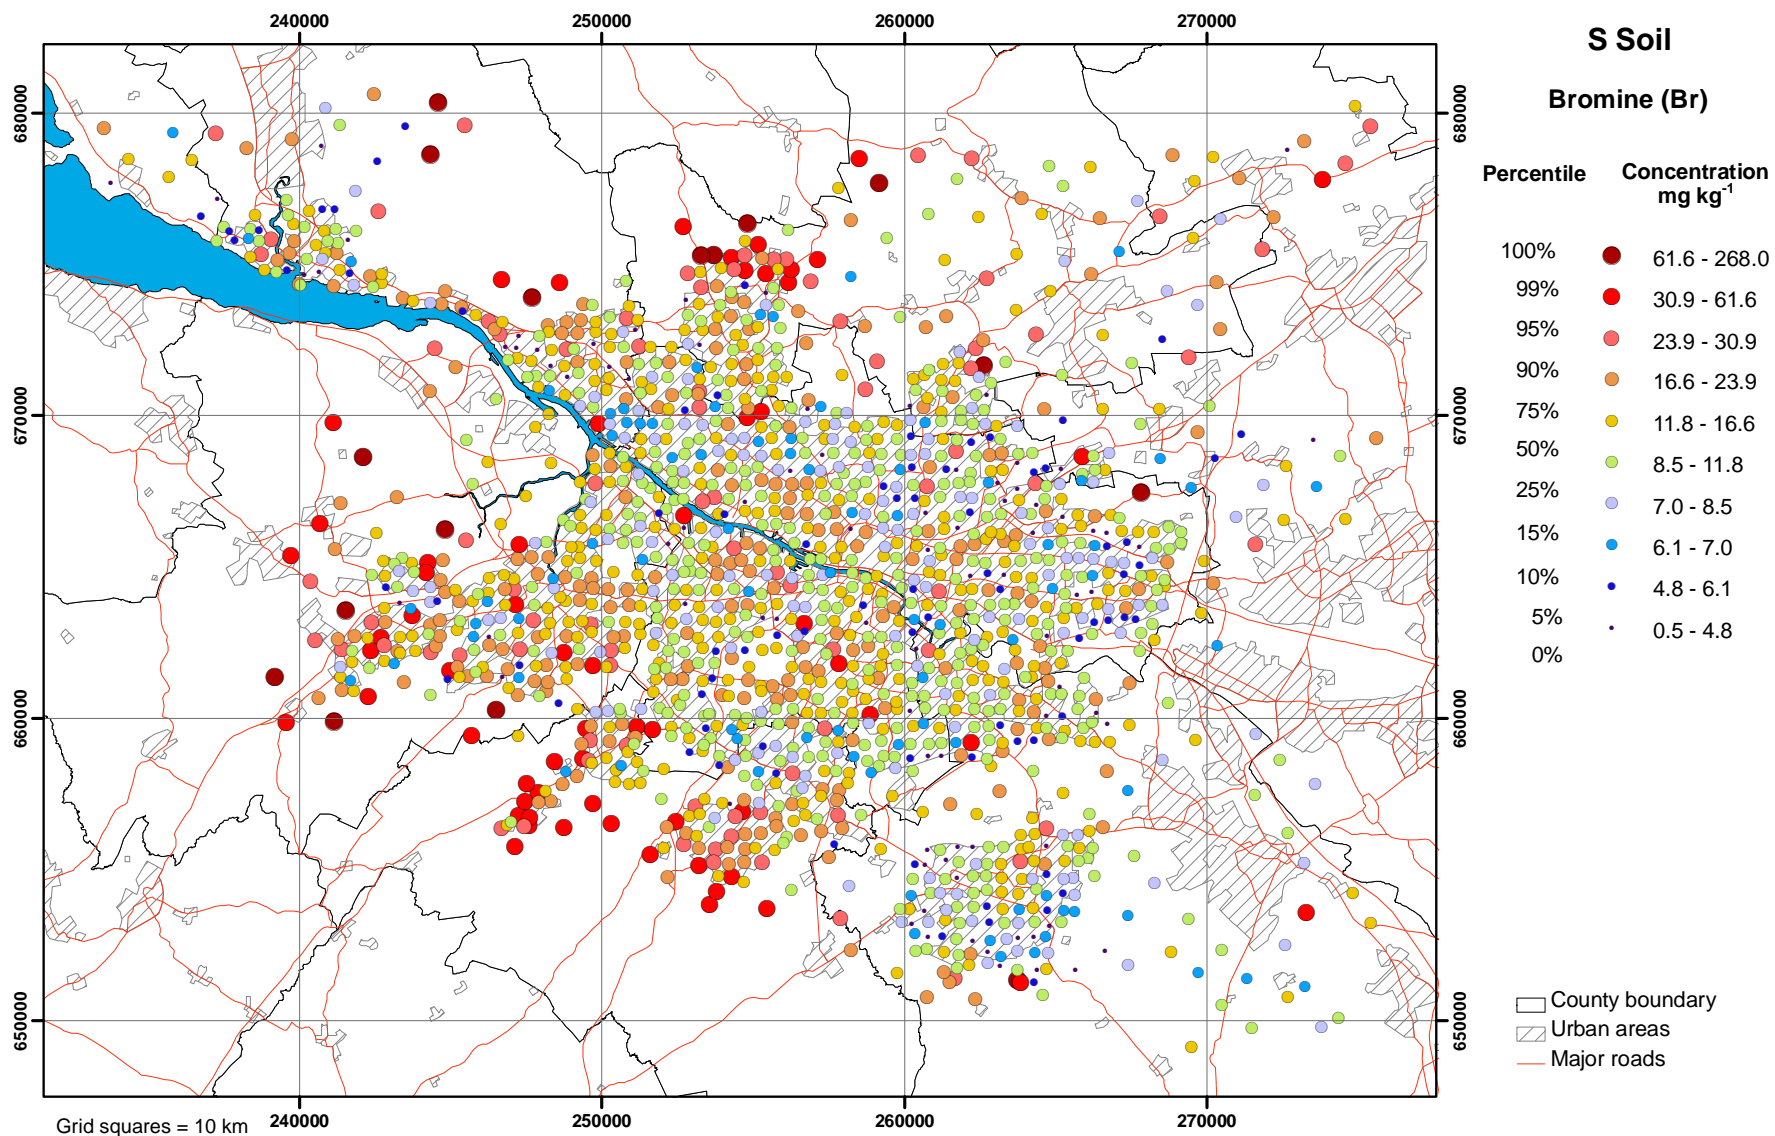 240000 250000 260000 270000
S Soil
Bromine (Br)
Percentile Concentration
mg kg⁻¹
100% 61.6 - 268.0
99% 30.9 - 61.6
95% 23.9 - 30.9
90% 16.6 - 23.9
75% 11.8 - 16.6
50% 8.5 - 11.8
25% 7.0 - 8.5
15% 6.1 - 7.0
10% 4.8 - 6.1
5% 0.5 - 4.8
0%
680000 680000
670000 670000
660000 660000
650000 650000
County boundary
Urban areas
Major roads
240000 250000 260000 270000
Grid squares = 10 km